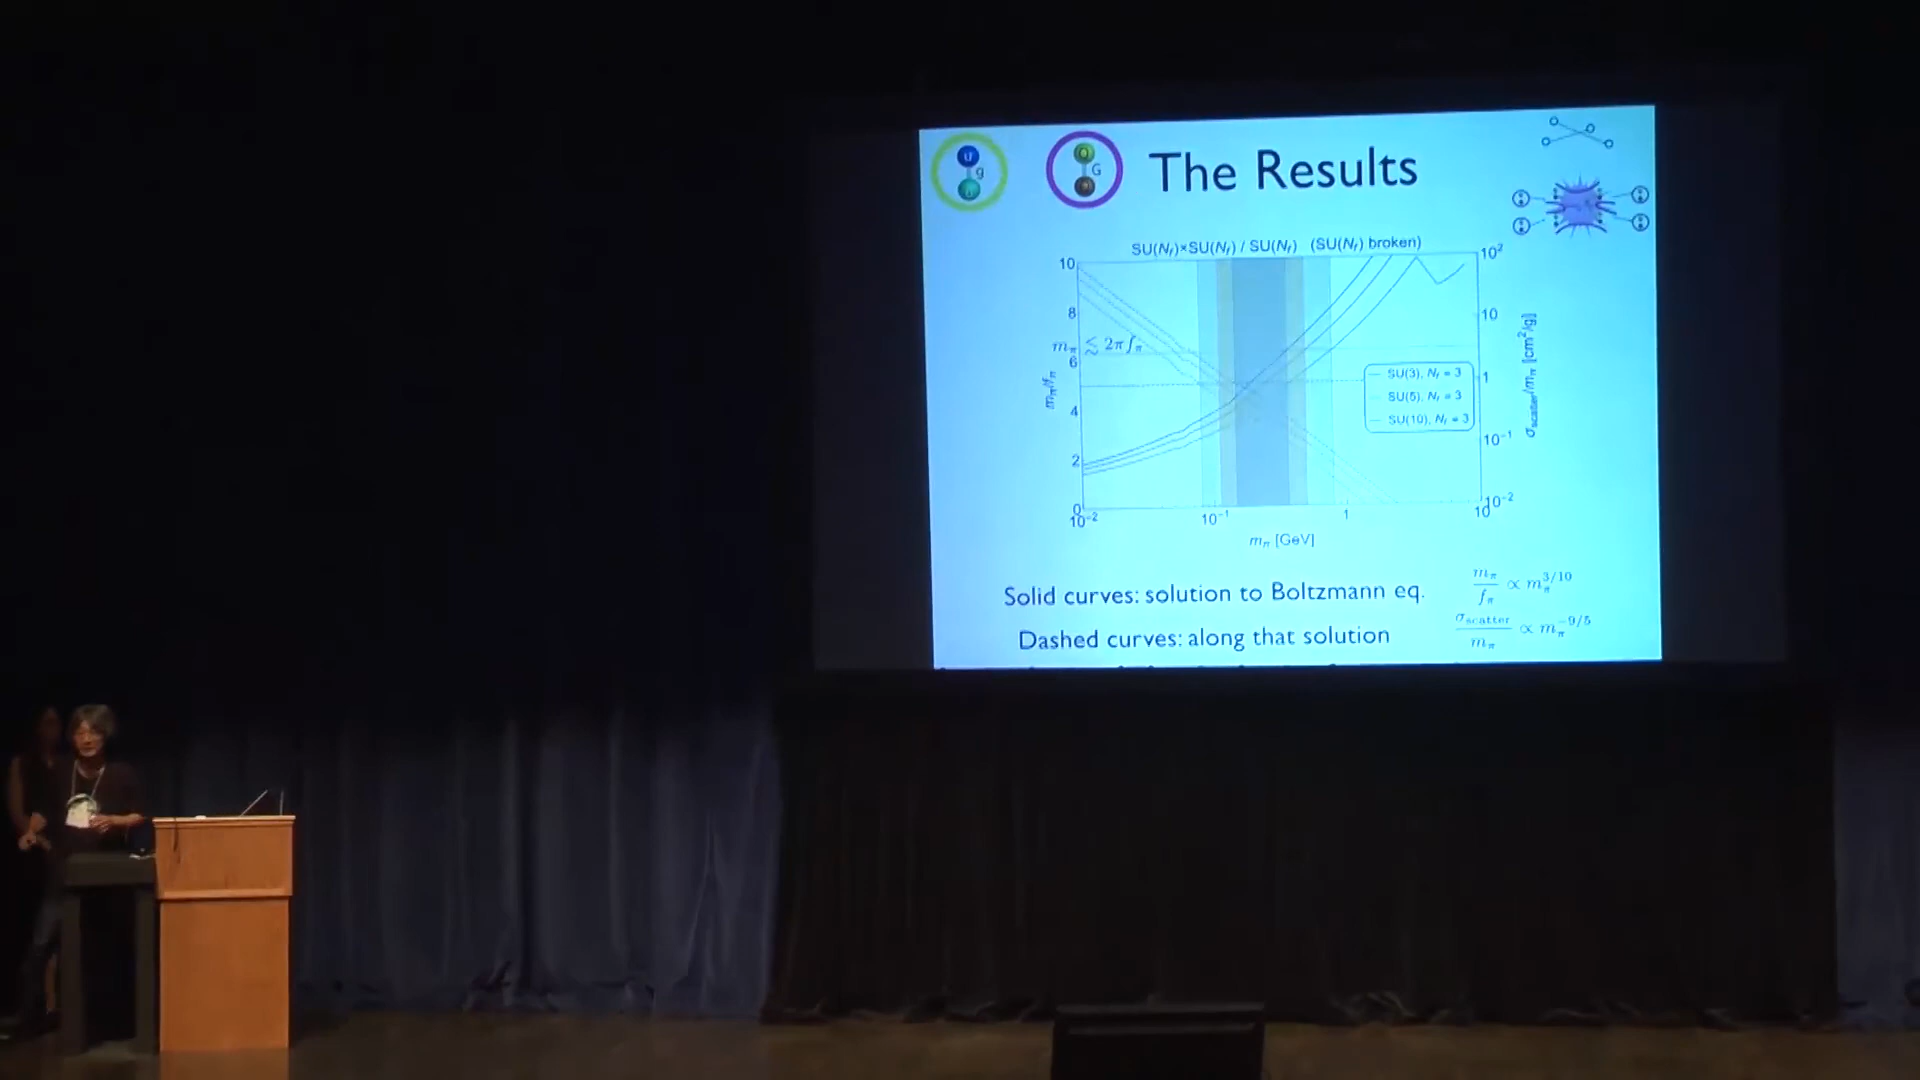 The Results
U
g
G
SU(N_f)×SU(N_f) / SU(N_f) (SU(N_f) broken)
10
8
6
4
2
0
m_π/f_π
m_π ≲ 2π f_π
10²
10
1
10⁻¹
10⁻²
σ_scatter/m_π [cm²/g]
SU(3), N_f = 3
SU(5), N_f = 3
SU(10), N_f = 3
10⁻²
10⁻¹
1
10
m_π [GeV]
Solid curves: solution to Boltzmann eq.
m_π / f_π ∝ m_π^{3/10}
Dashed curves: along that solution
σ_scatter / m_π ∝ m_π^{-9/5}